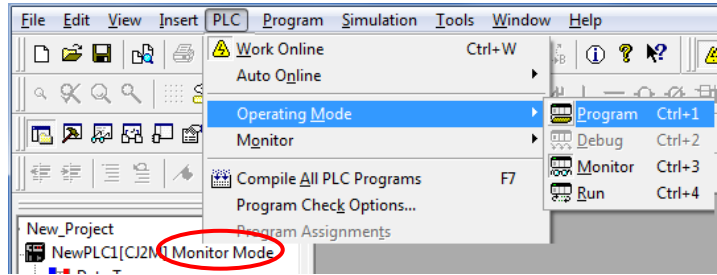 File Edit View Insert PLC Program Simulation Tools Window Help
Work Online Ctrl+W
Auto Online
Operating Mode
Program Ctrl+1
Monitor
Debug Ctrl+2
Monitor Ctrl+3
Compile All PLC Programs F7
Run Ctrl+4
Program Check Options...
Program Assignments
New_Project
NewPLC1[CJ2M] Monitor Mode